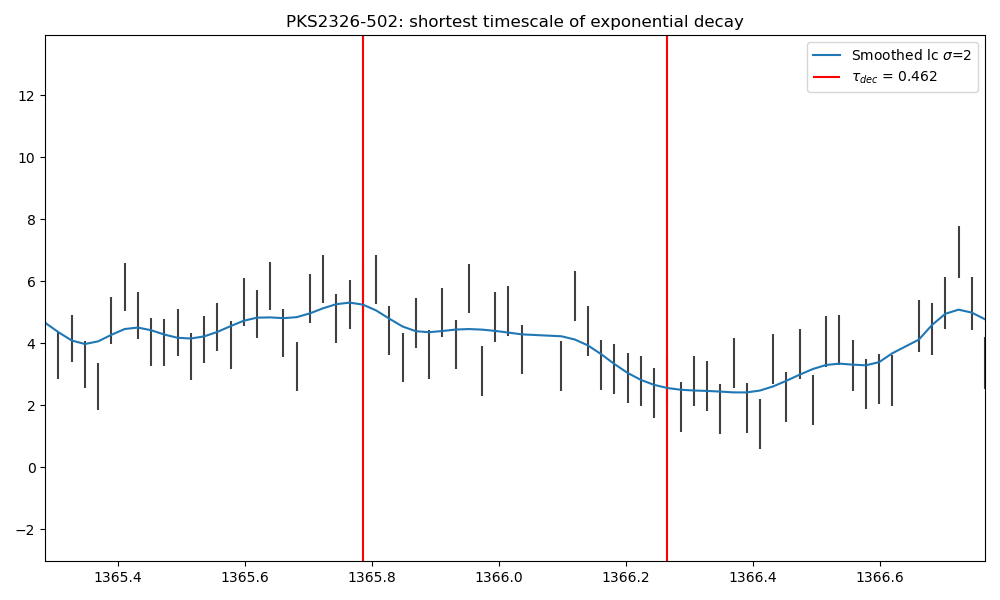 PKS2326-502: shortest timescale of exponential decay
Smoothed lc σ=2
τ_dec = 0.462
12
10
8
6
4
2
0
−2
1365.4 1365.6 1365.8 1366.0 1366.2 1366.4 1366.6